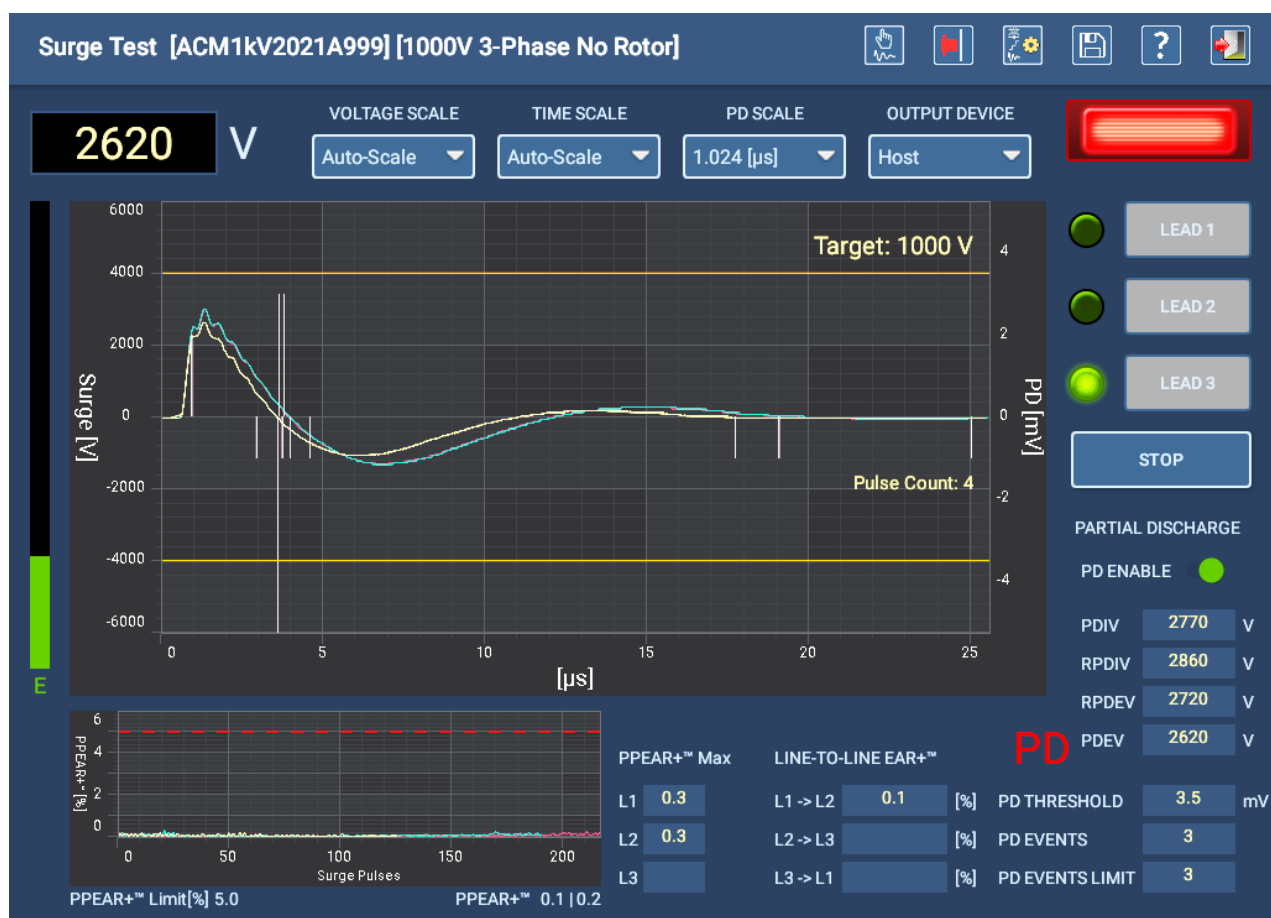 Surge Test [ACM1kV2021A999] [1000V 3-Phase No Rotor]
?
VOLTAGE SCALE TIME SCALE PD SCALE OUTPUT DEVICE
2620 V
Auto-Scale Auto-Scale 1.024 [µs] Host
LEAD 1
LEAD 2
LEAD 3
STOP
6000
4000
2000
0
-2000
-4000
-6000
Surge [V]
Target: 1000 V
Pulse Count: 4
4
2
0
-2
-4
PD [mV]
0 5 10 15 20 25
[µs]
E
PARTIAL DISCHARGE
PD ENABLE
PDIV 2770 V
RPDIV 2860 V
RPDEV 2720 V
PD PDEV 2620 V
PD THRESHOLD 3.5 mV
PD EVENTS 3
PD EVENTS LIMIT 3
6
4
2
0
PPEAR+™ [%]
0 50 100 150 200
Surge Pulses
PPEAR+™ Limit[%] 5.0 PPEAR+™ 0.1 | 0.2
PPEAR+™ Max
L1 0.3
L2 0.3
L3
LINE-TO-LINE EAR+™
L1 -> L2 0.1 [%]
L2 -> L3 [%]
L3 -> L1 [%]